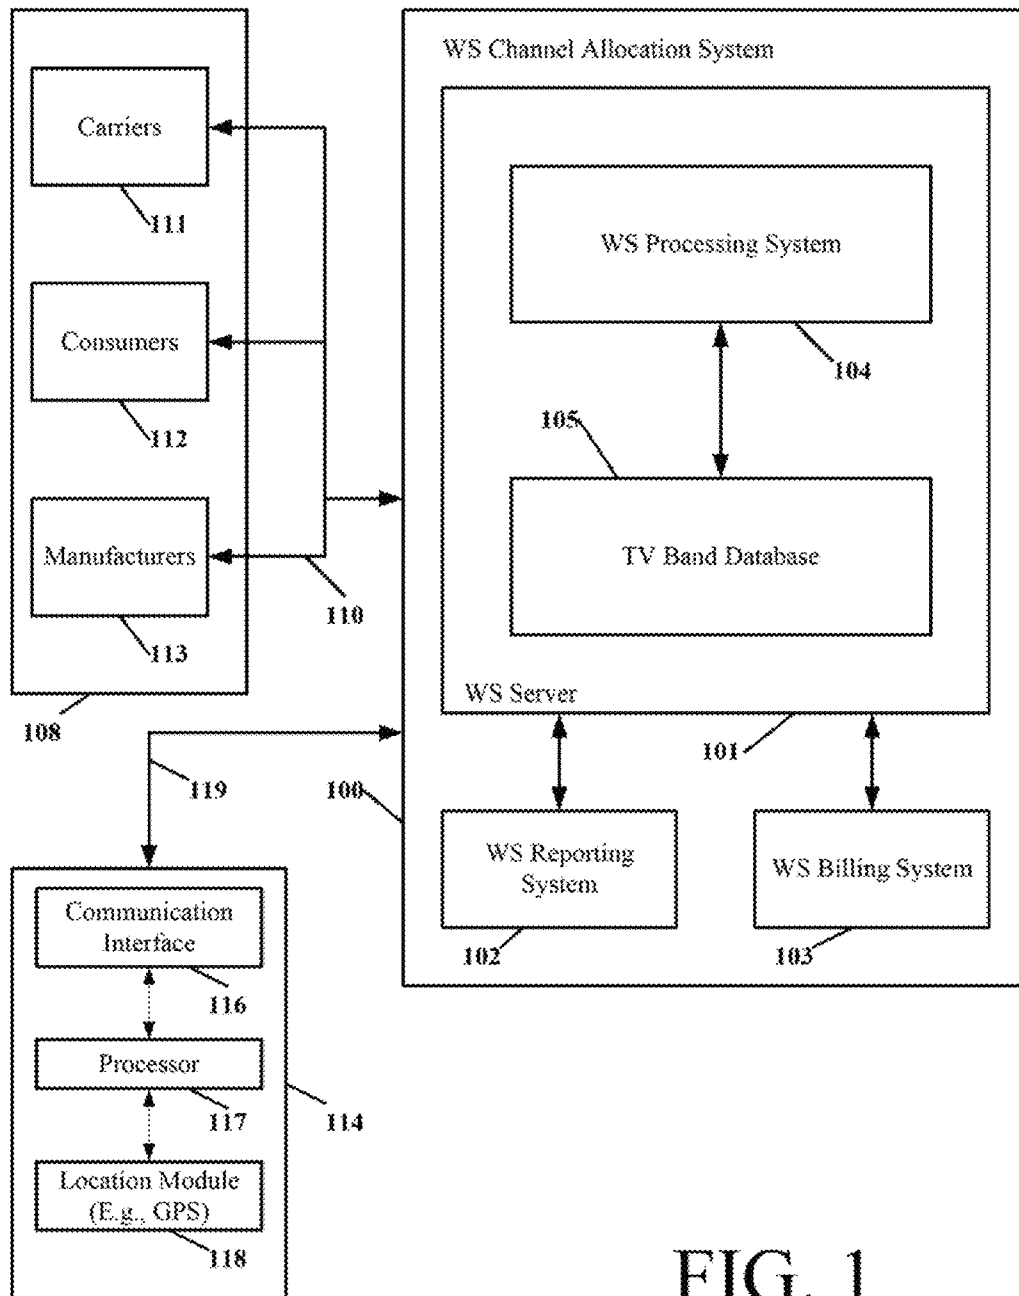 Carriers
111
Consumers
112
Manufacturers
113
110
108
WS Channel Allocation System
WS Processing System
104
105
TV Band Database
WS Server
101
100
WS Reporting
System
102
WS Billing System
103
119
Communication
Interface
116
Processor
117
114
Location Module
(E.g., GPS)
118
FIG. 1